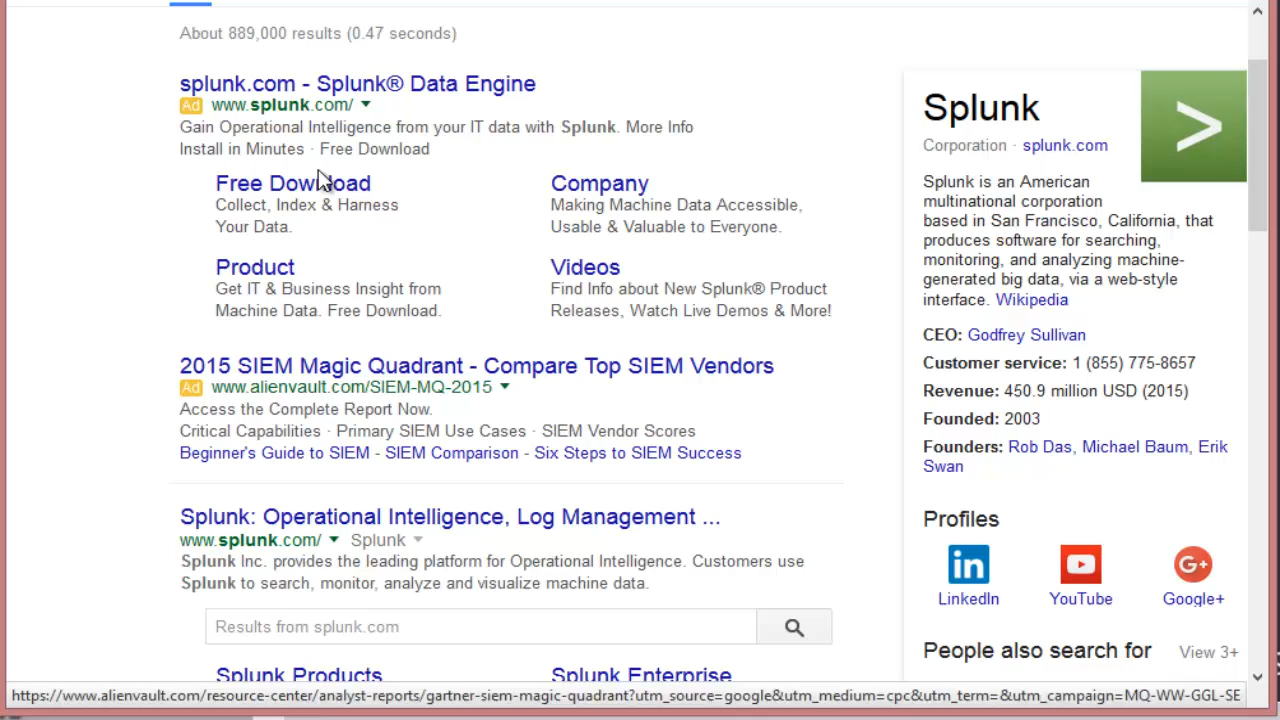 About 889,000 results (0.47 seconds)
splunk.com - Splunk® Data Engine
Ad www.splunk.com/
Gain Operational Intelligence from your IT data with Splunk. More Info
Install in Minutes · Free Download
Free Download
Collect, Index & Harness
Your Data.
Company
Making Machine Data Accessible,
Usable & Valuable to Everyone.
Product
Get IT & Business Insight from
Machine Data. Free Download.
Videos
Find Info about New Splunk® Product
Releases, Watch Live Demos & More!
2015 SIEM Magic Quadrant - Compare Top SIEM Vendors
Ad www.alienvault.com/SIEM-MQ-2015
Access the Complete Report Now.
Critical Capabilities · Primary SIEM Use Cases · SIEM Vendor Scores
Beginner's Guide to SIEM - SIEM Comparison - Six Steps to SIEM Success
Splunk: Operational Intelligence, Log Management ...
www.splunk.com/ Splunk
Splunk Inc. provides the leading platform for Operational Intelligence. Customers use
Splunk to search, monitor, analyze and visualize machine data.
Results from splunk.com
Splunk Products
Splunk Enterprise
Splunk
Corporation · splunk.com
Splunk is an American
multinational corporation
based in San Francisco, California, that
produces software for searching,
monitoring, and analyzing machine-
generated big data, via a web-style
interface. Wikipedia
CEO: Godfrey Sullivan
Customer service: 1 (855) 775-8657
Revenue: 450.9 million USD (2015)
Founded: 2003
Founders: Rob Das, Michael Baum, Erik
Swan
Profiles
LinkedIn
YouTube
Google+
People also search for
View 3+
https://www.alienvault.com/resource-center/analyst-reports/gartner-siem-magic-quadrant?utm_source=google&utm_medium=cpc&utm_term=&utm_campaign=MQ-WW-GGL-SE